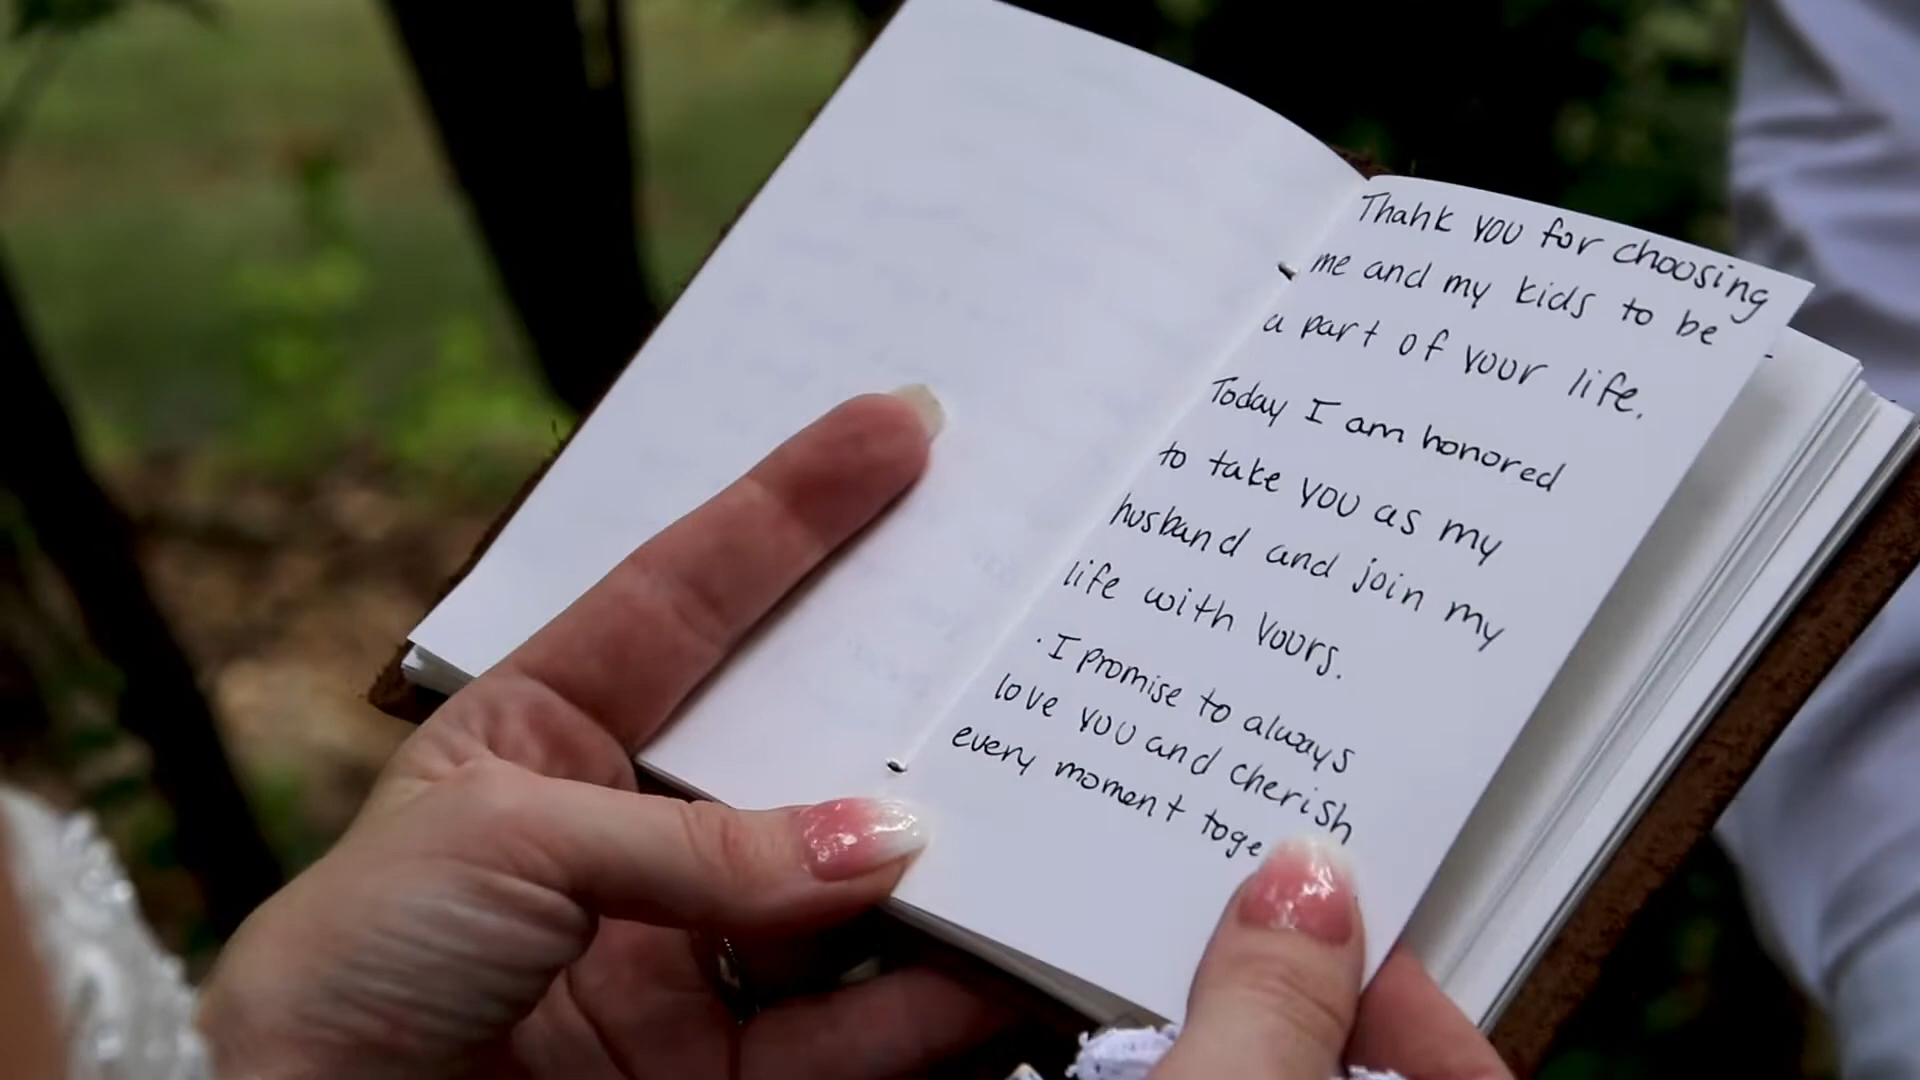 Thank you for choosing
me and my kids to be
a part of your life.
Today I am honored
to take you as my
husband and join my
life with yours.
· I promise to always
love you and cherish
every moment toge